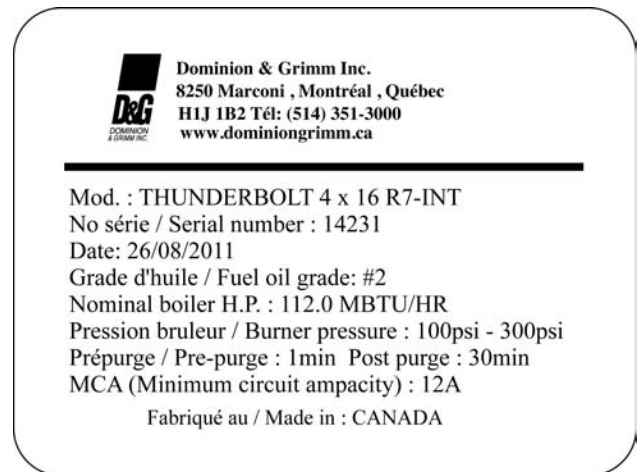 Dominion & Grimm Inc.
8250 Marconi , Montréal , Québec
H1J 1B2 Tél: (514) 351-3000
www.dominiongrimm.ca
D&G
DOMINION
& GRIMM INC.
Mod. : THUNDERBOLT 4 x 16 R7-INT
No série / Serial number : 14231
Date: 26/08/2011
Grade d'huile / Fuel oil grade: #2
Nominal boiler H.P. : 112.0 MBTU/HR
Pression bruleur / Burner pressure : 100psi - 300psi
Prépurge / Pre-purge : 1min Post purge : 30min
MCA (Minimum circuit ampacity) : 12A
Fabriqué au / Made in : CANADA